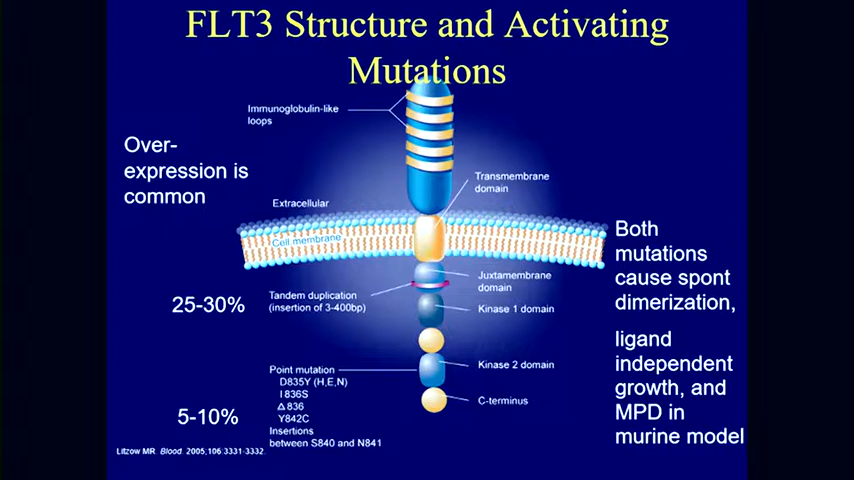 FLT3 Structure and Activating
Mutations
Immunoglobulin-like
loops
Over-
expression is
common
Transmembrane
domain
Extracellular
Cell membrane
Both
mutations
cause spont
dimerization,
Juxtamembrane
domain
25-30%
Tandem duplication
(insertion of 3-400bp)
Kinase 1 domain
ligand
independent
growth, and
MPD in
murine model
Kinase 2 domain
Point mutation
D835Y (H,E,N)
I836S
Δ836
Y842C
Insertions
between S840 and N841
C-terminus
5-10%
Litzow MR. Blood. 2005;106:3331-3332.